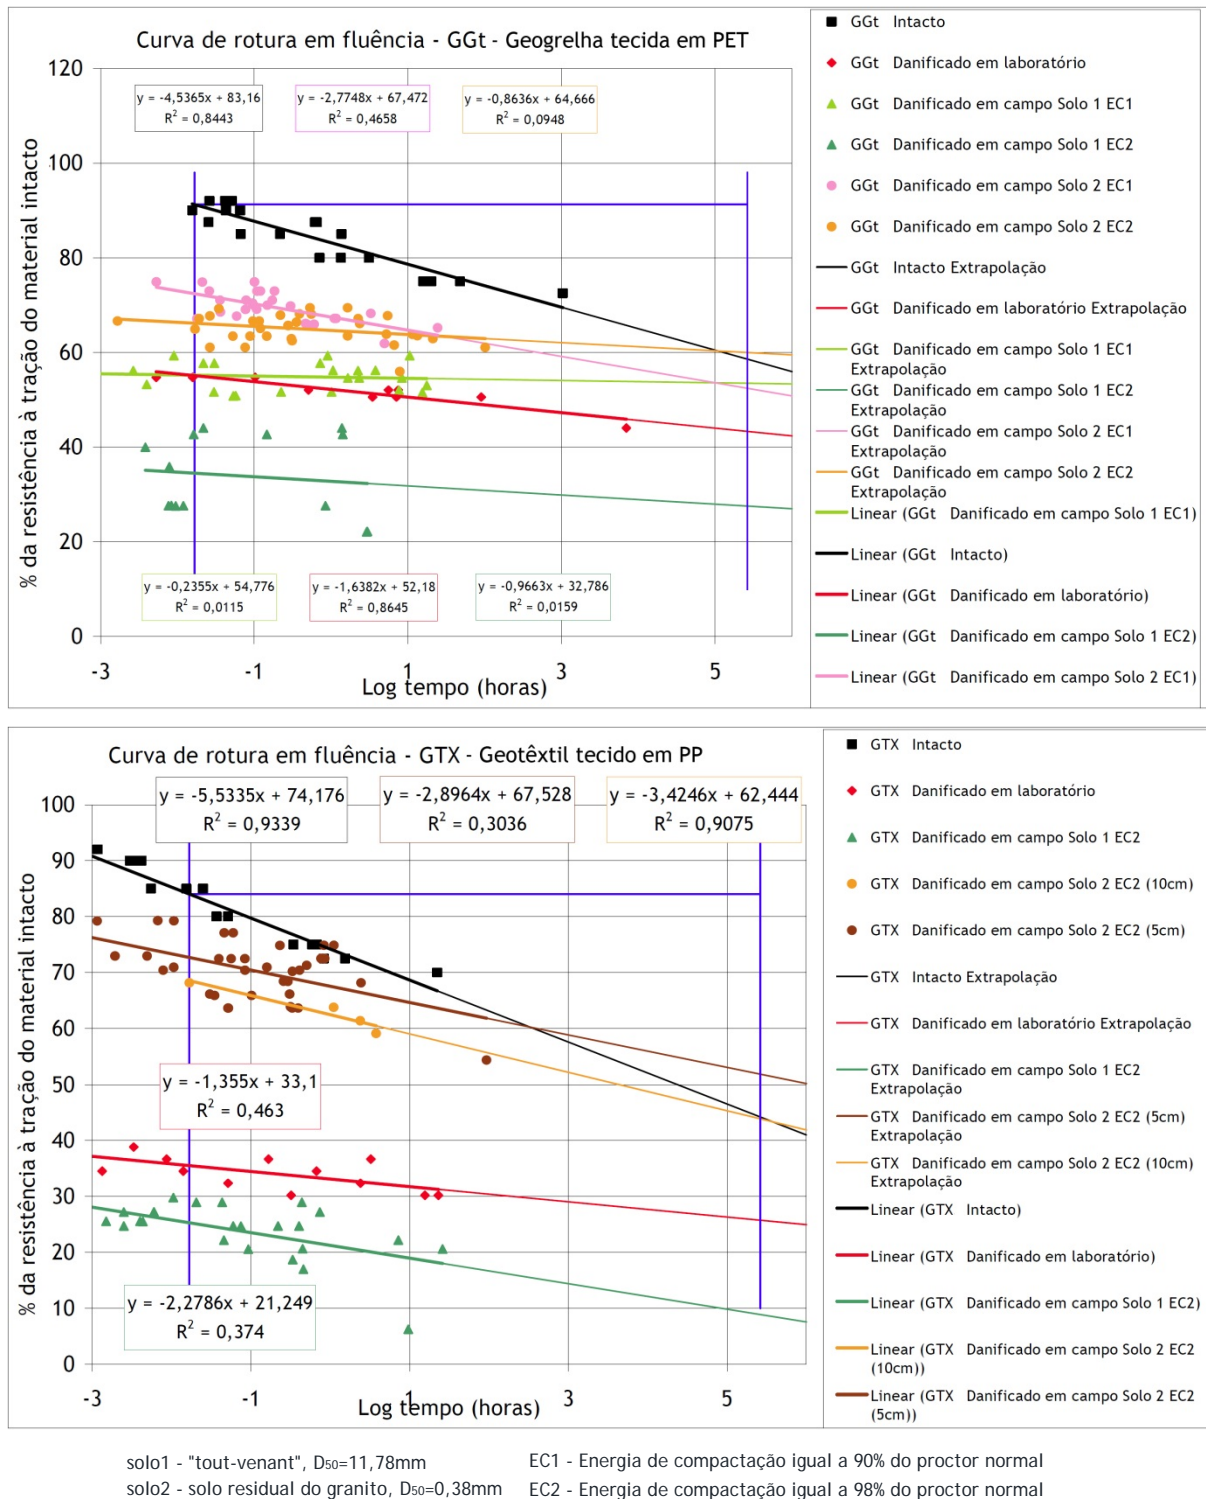 Curva de rotura em fluência - GGt - Geogrelha tecida em PET
% da resistência à tração do material intacto
120
100
80
60
40
20
0
y = -4,5365x + 83,16
R² = 0,8443
y = -2,7748x + 67,472
R² = 0,4658
y = -0,8636x + 64,666
R² = 0,0948
y = -0,2355x + 54,776
R² = 0,0115
y = -1,6382x + 52,18
R² = 0,8645
y = -0,9663x + 32,786
R² = 0,0159
-3 -1 1 3 5
Log tempo (horas)
GGt Intacto
GGt Danificado em laboratório
GGt Danificado em campo Solo 1 EC1
GGt Danificado em campo Solo 1 EC2
GGt Danificado em campo Solo 2 EC1
GGt Danificado em campo Solo 2 EC2
GGt Intacto Extrapolação
GGt Danificado em laboratório Extrapolação
GGt Danificado em campo Solo 1 EC1
Extrapolação
GGt Danificado em campo Solo 1 EC2
Extrapolação
GGt Danificado em campo Solo 2 EC1
Extrapolação
GGt Danificado em campo Solo 2 EC2
Extrapolação
Linear (GGt Danificado em campo Solo 1 EC1)
Linear (GGt Intacto)
Linear (GGt Danificado em laboratório)
Linear (GGt Danificado em campo Solo 1 EC2)
Linear (GGt Danificado em campo Solo 2 EC1)
Curva de rotura em fluência - GTX - Geotêxtil tecido em PP
% da resistência à tração do material intacto
100
90
80
70
60
50
40
30
20
10
0
y = -5,5335x + 74,176
R² = 0,9339
y = -2,8964x + 67,528
R² = 0,3036
y = -3,4246x + 62,444
R² = 0,9075
y = -1,355x + 33,1
R² = 0,463
y = -2,2786x + 21,249
R² = 0,374
-3 -1 1 3 5
Log tempo (horas)
GTX Intacto
GTX Danificado em laboratório
GTX Danificado em campo Solo 1 EC2
GTX Danificado em campo Solo 2 EC2 (10cm)
GTX Danificado em campo Solo 2 EC2 (5cm)
GTX Intacto Extrapolação
GTX Danificado em laboratório Extrapolação
GTX Danificado em campo Solo 1 EC2
Extrapolação
GTX Danificado em campo Solo 2 EC2 (5cm)
Extrapolação
GTX Danificado em campo Solo 2 EC2 (10cm)
Extrapolação
Linear (GTX Intacto)
Linear (GTX Danificado em laboratório)
Linear (GTX Danificado em campo Solo 1 EC2)
Linear (GTX Danificado em campo Solo 2 EC2
(10cm))
Linear (GTX Danificado em campo Solo 2 EC2
(5cm))
solo1 - "tout-venant", D50=11,78mm
EC1 - Energia de compactação igual a 90% do proctor normal
solo2 - solo residual do granito, D50=0,38mm
EC2 - Energia de compactação igual a 98% do proctor normal